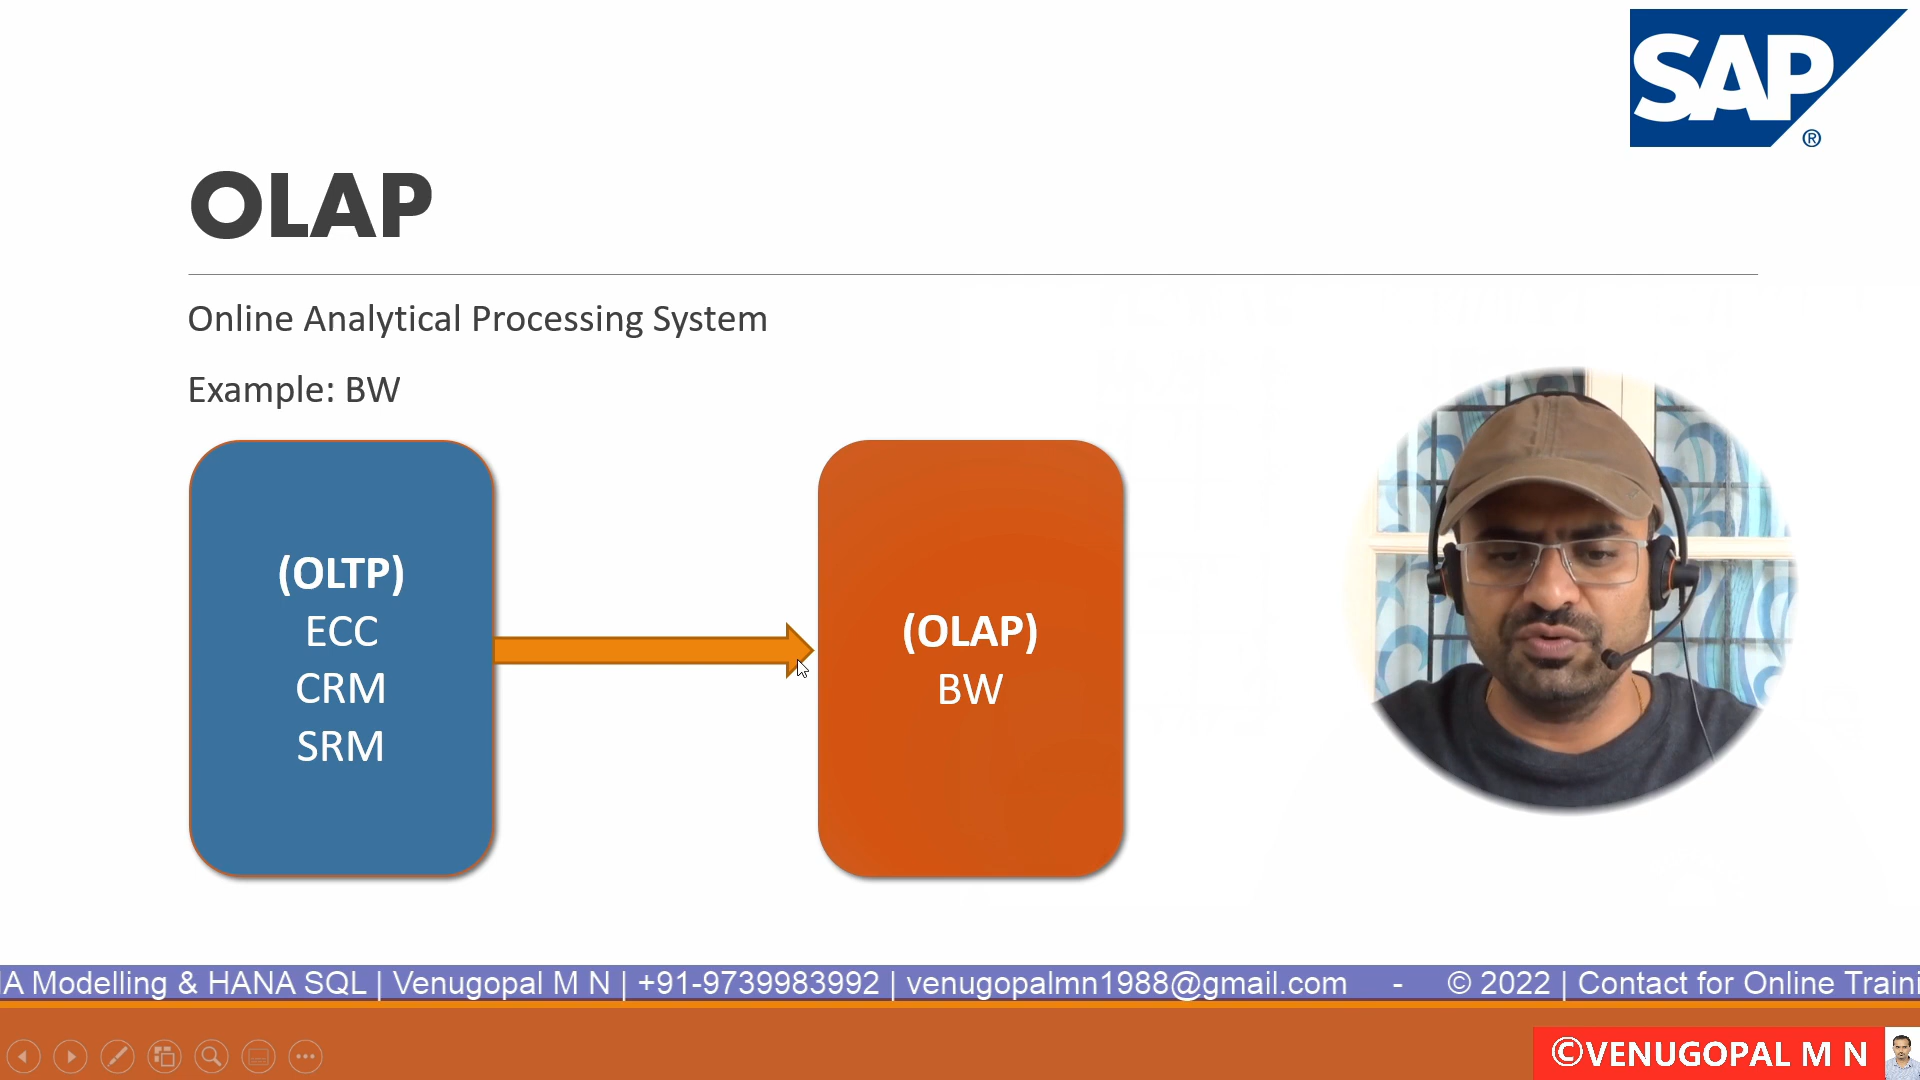 SAP
®
OLAP
Online Analytical Processing System
Example: BW
(OLTP)
ECC
CRM
SRM
(OLAP)
BW
IA Modelling & HANA SQL | Venugopal M N | +91-9739983992 | venugopalmn1988@gmail.com - © 2022 | Contact for Online Traini
©VENUGOPAL M N